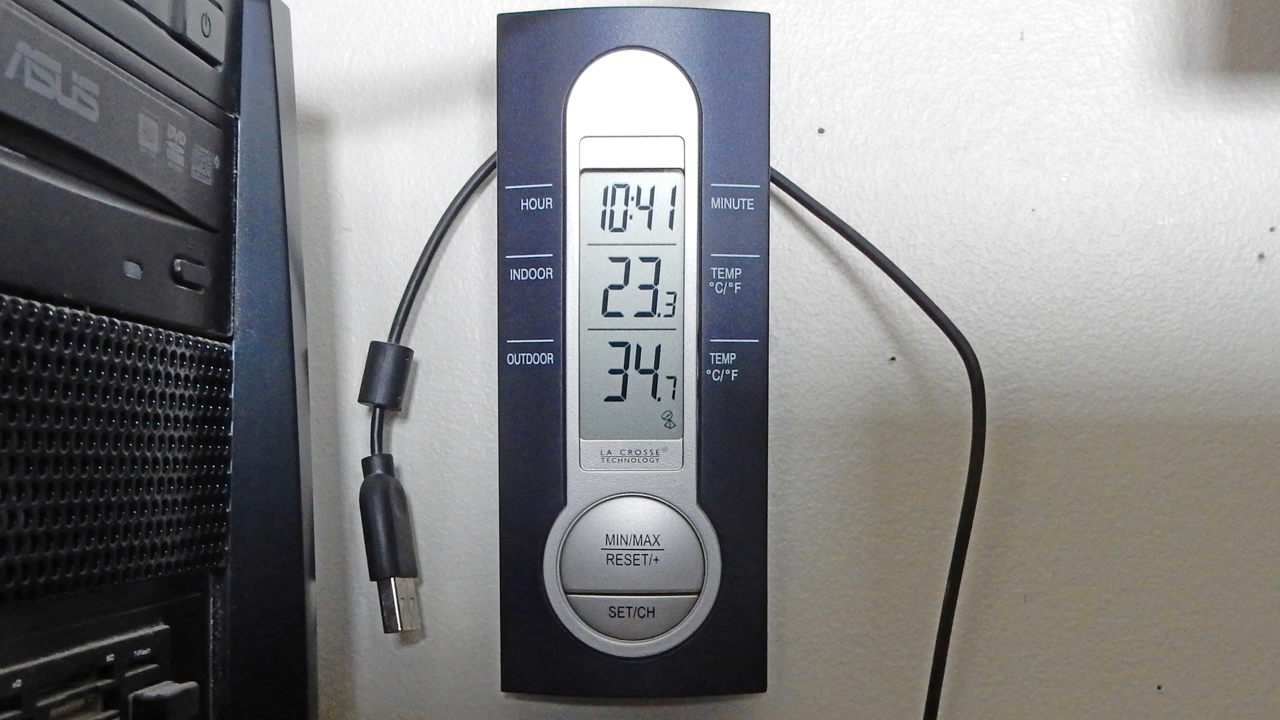 ASUS
DVD
10:41
HOUR
MINUTE
23.3
INDOOR
TEMP
°C/°F
34.7
OUTDOOR
TEMP
°C/°F
LA CROSSE®
TECHNOLOGY
MIN/MAX
RESET/+
SET/CH